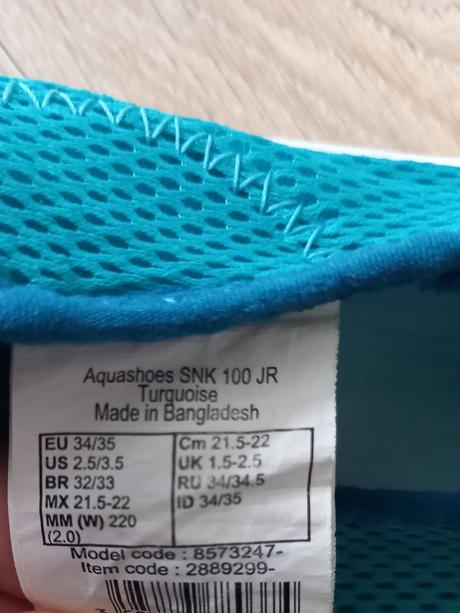 Aquashoes SNK 100 JR
Turquoise
Made in Bangladesh
EU 34/35 Cm 21.5-22
US 2.5/3.5 UK 1.5-2.5
BR 32/33 RU 34/34.5
MX 21.5-22 ID 34/35
MM (W) 220
(2.0)
Model code : 8573247-
Item code : 2889299-